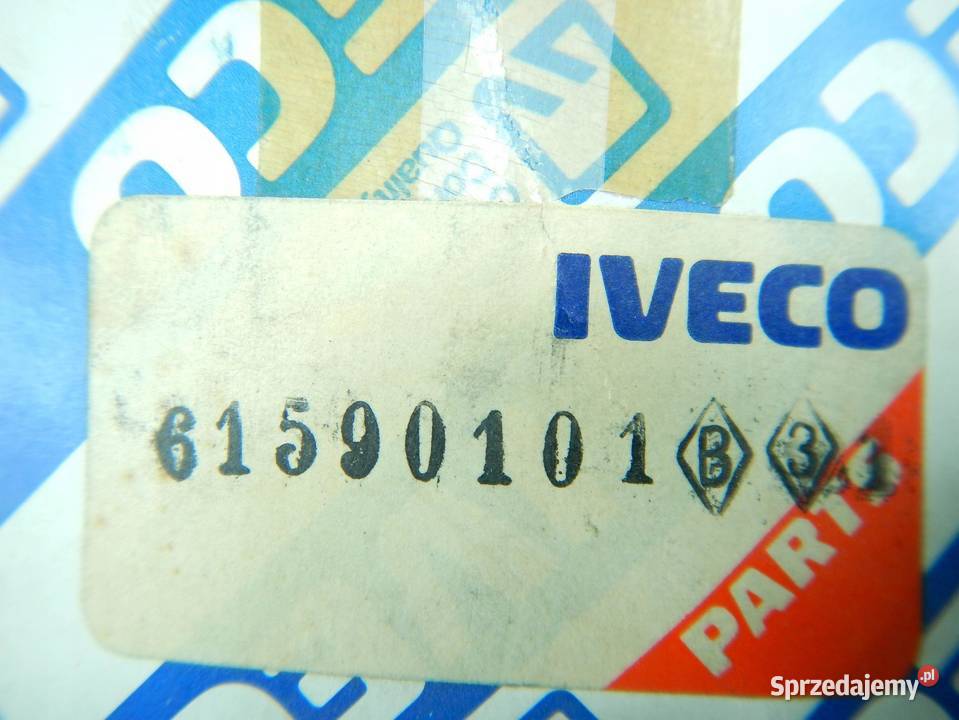 IVECO
61590101 B 3
PARTS
Sprzedajemy.pl